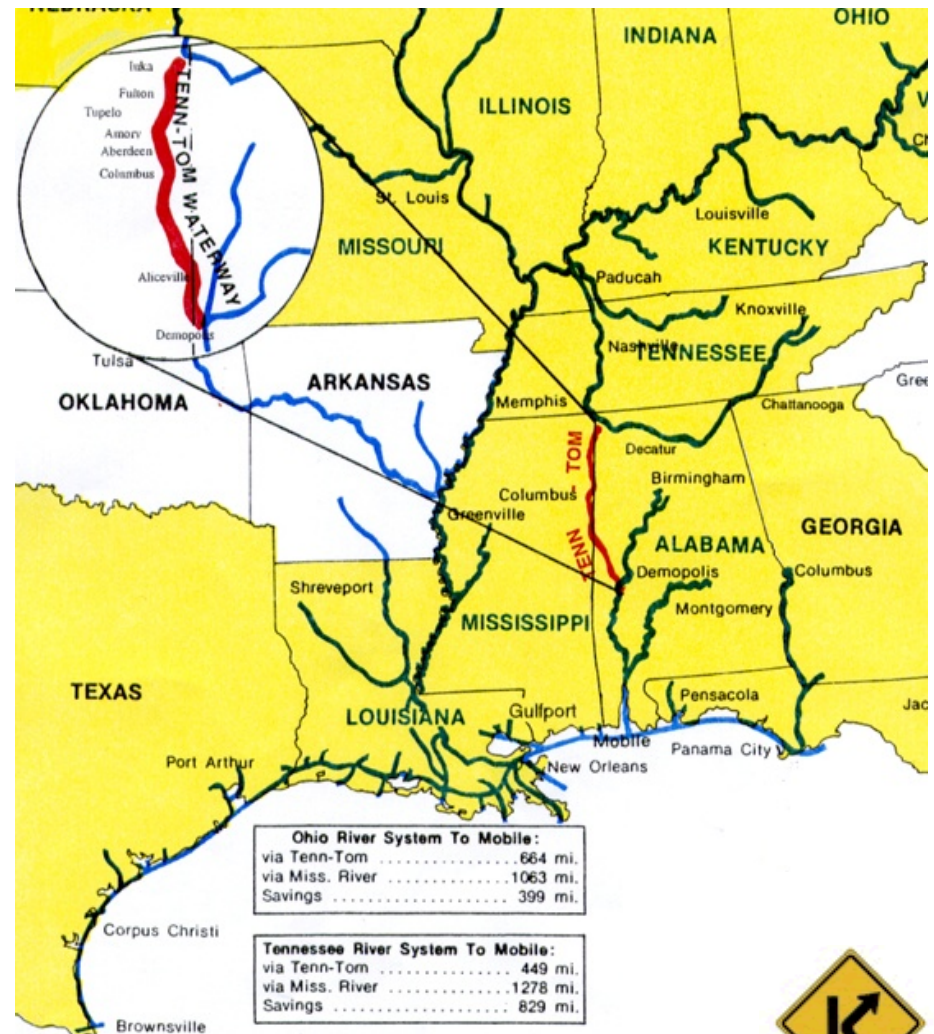 NEBRASKA
OHIO
INDIANA
ILLINOIS
Iuka
Fulton
Tupelo
Amory
Aberdeen
Columbus
Aliceville
Demopolis
TENN-TOM WATERWAY
St. Louis
Louisville
MISSOURI
KENTUCKY
Paducah
Knoxville
Nashville
TENNESSEE
Tulsa
ARKANSAS
OKLAHOMA
Memphis
Chattanooga
Gree
Decatur
TENN - TOM
Birmingham
Columbus
Greenville
GEORGIA
ALABAMA
Demopolis
Columbus
Shreveport
Montgomery
MISSISSIPPI
TEXAS
Pensacola
LOUISIANA
Gulfport
Jac
Mobile
Panama City
Port Arthur
New Orleans
Ohio River System To Mobile:
via Tenn-Tom ................ 664 mi.
via Miss. River ............. 1063 mi.
Savings ..................... 399 mi.
Corpus Christi
Tennessee River System To Mobile:
via Tenn-Tom ................ 449 mi.
via Miss. River ............. 1278 mi.
Savings ..................... 829 mi.
Brownsville